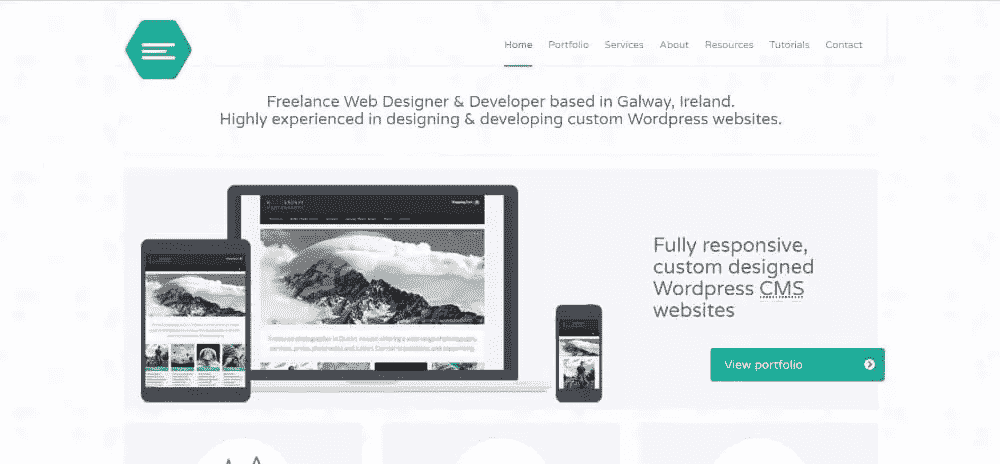 Home Portfolio Services About Resources Tutorials Contact
Freelance Web Designer & Developer based in Galway, Ireland.
Highly experienced in designing & developing custom Wordpress websites.
Fully responsive,
custom designed
Wordpress CMS
websites
View portfolio